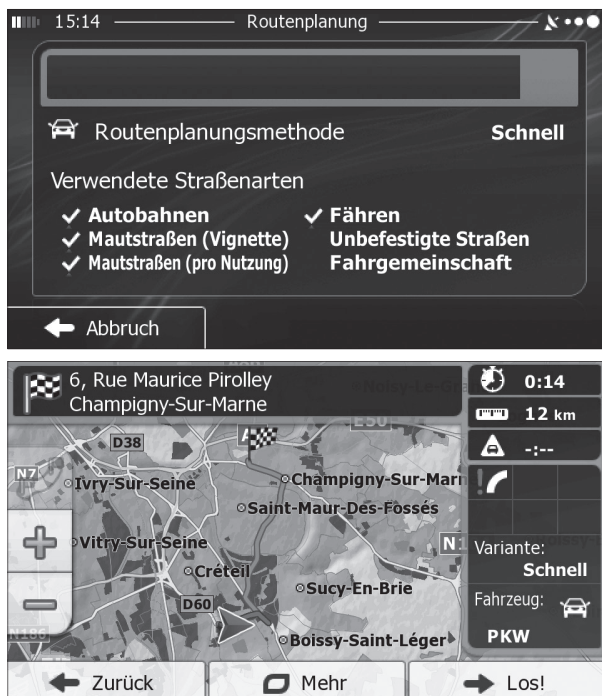 15:14 Routenplanung
Routenplanungsmethode Schnell
Verwendete Straßenarten
Autobahnen Fähren
Mautstraßen (Vignette) Unbefestigte Straßen
Mautstraßen (pro Nutzung) Fahrgemeinschaft
Abbruch
6, Rue Maurice Pirolley
Champigny-Sur-Marne
0:14
12 km
-:--
E50
D38
N7
Ivry-Sur-Seine
Champigny-Sur-Marn
Saint-Maur-Des-Fossés
Vitry-Sur-Seine
N1
Créteil
Sucy-En-Brie
D60
Boissy-Saint-Léger
N186
Variante:
Schnell
Fahrzeug:
PKW
Zurück Mehr Los!